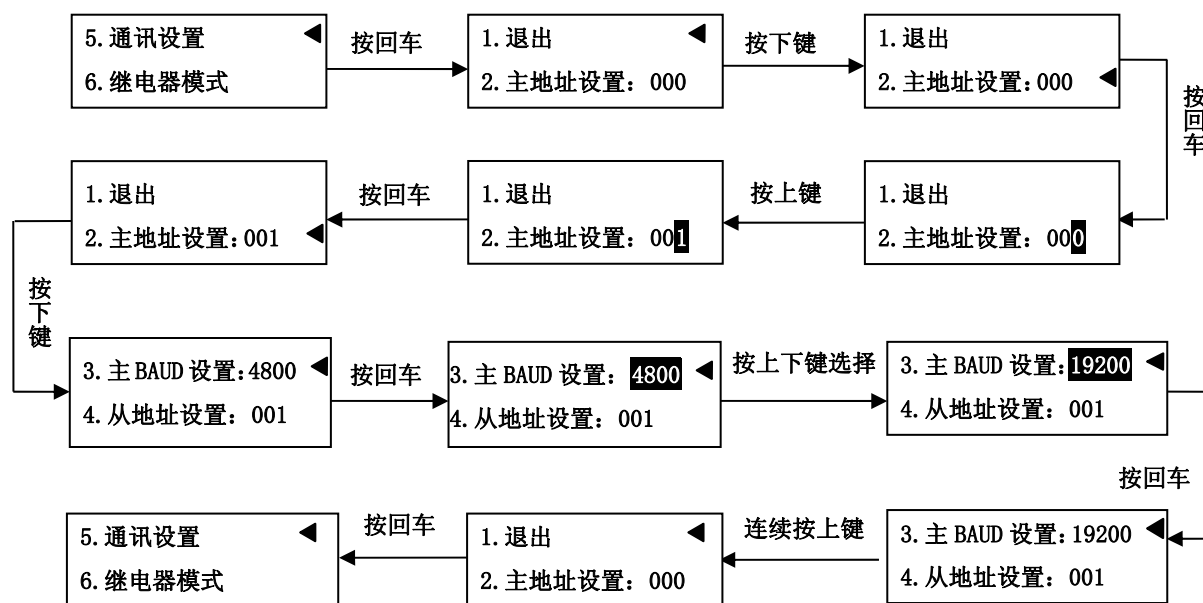 5.通讯设置
6.继电器模式
按回车
1.退出
2.主地址设置：000
按下键
1.退出
2.主地址设置:000
按回车
1.退出
2.主地址设置：000
按上键
1.退出
2.主地址设置：001
按回车
1.退出
2.主地址设置:001
按下键
3.主BAUD设置:4800
4.从地址设置：001
按回车
3.主BAUD设置：4800
4.从地址设置：001
按上下键选择
3.主BAUD设置:19200
4.从地址设置：001
按回车
3.主BAUD设置:19200
4.从地址设置：001
连续按上键
1.退出
2.主地址设置：000
按回车
5.通讯设置
6.继电器模式